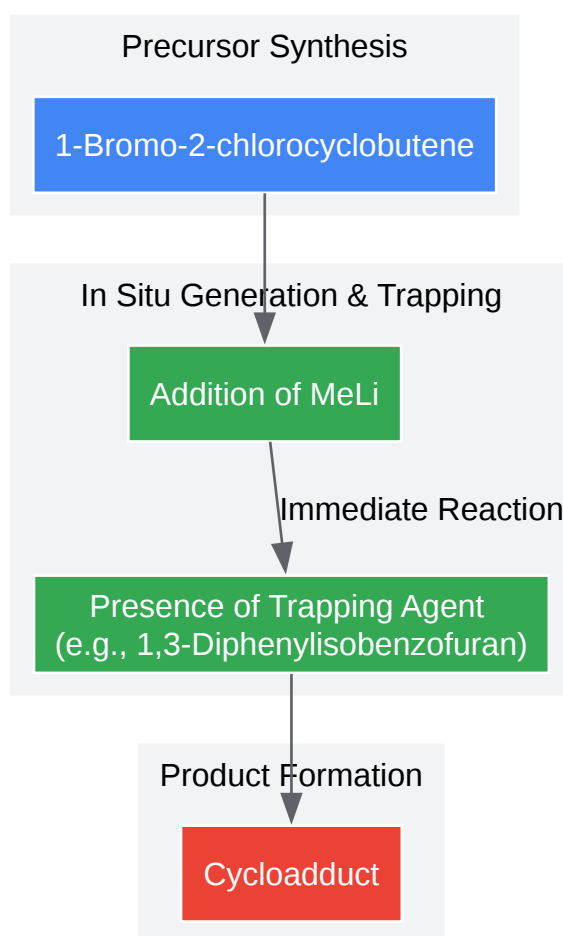 Precursor Synthesis
1-Bromo-2-chlorocyclobutene
In Situ Generation & Trapping
Addition of MeLi
Immediate Reaction
Presence of Trapping Agent
(e.g., 1,3-Diphenylisobenzofuran)
Product Formation
Cycloadduct